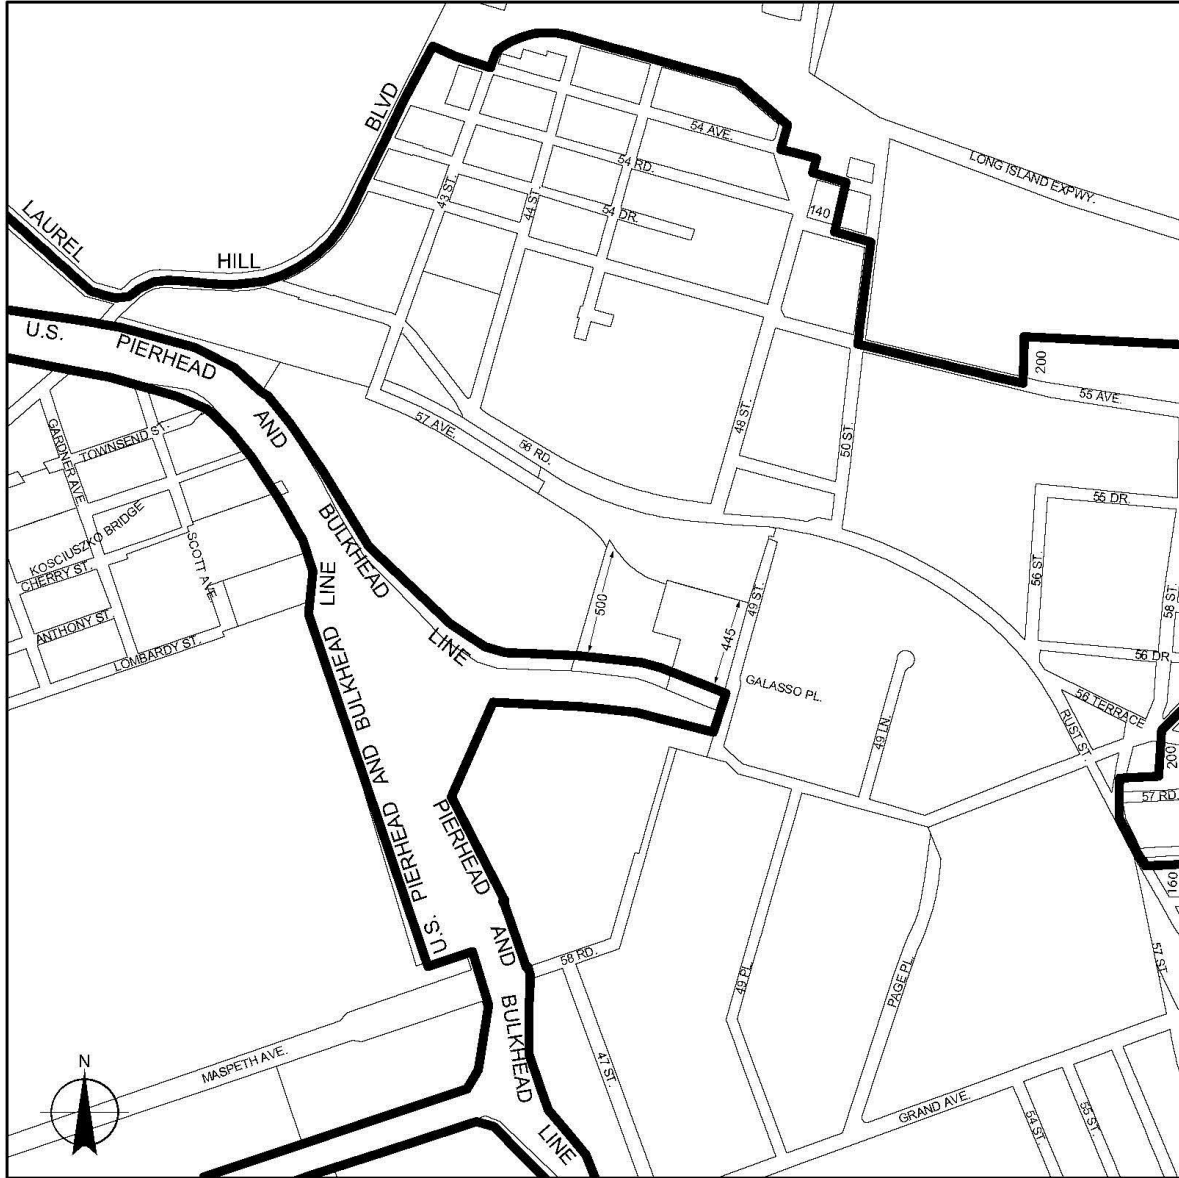 BLVD
LAUREL
HILL
54 AVE.
LONG ISLAND EXPWY.
54 RD.
43 ST.
44 ST.
54 DR.
140
U.S.
PIERHEAD
AND
BULKHEAD
LINE
200
55 AVE.
57 AVE.
56 RD.
48 ST.
50 ST.
GARDNER AVE.
TOWNSEND ST.
KOSCIUSZKO BRIDGE
CHERRY ST.
SCOTT AVE.
ANTHONY ST.
LOMBARDY ST.
55 DR.
56 ST.
58 ST.
56 DR.
56 TERRACE
500
445
49 ST.
GALASSO PL.
49 LN.
RUST ST.
200
57 RD.
160
57 ST.
U.S. PIERHEAD AND BULKHEAD LINE
PIERHEAD
AND
BULKHEAD
LINE
58 RD.
49 PL.
PAGE PL.
47 ST.
MASPETH AVE.
GRAND AVE.
54 ST.
55 ST.
N